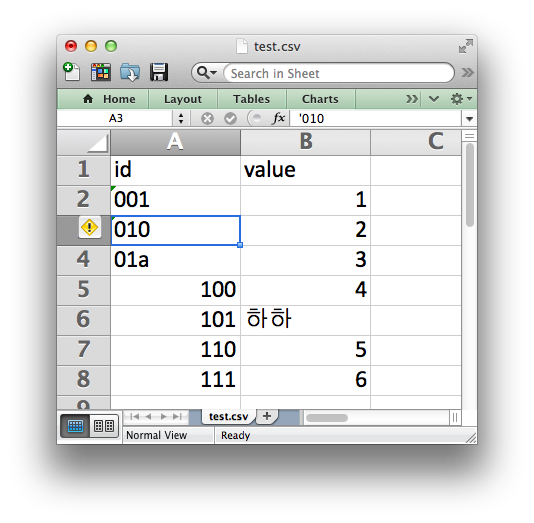 test.csv
Search in Sheet
Home Layout Tables Charts
A3 fx '010
A B C
1 id value
2 001 1
010 2
4 01a 3
5 100 4
6 101 하하
7 110 5
8 111 6
9
test.csv
Normal View Ready